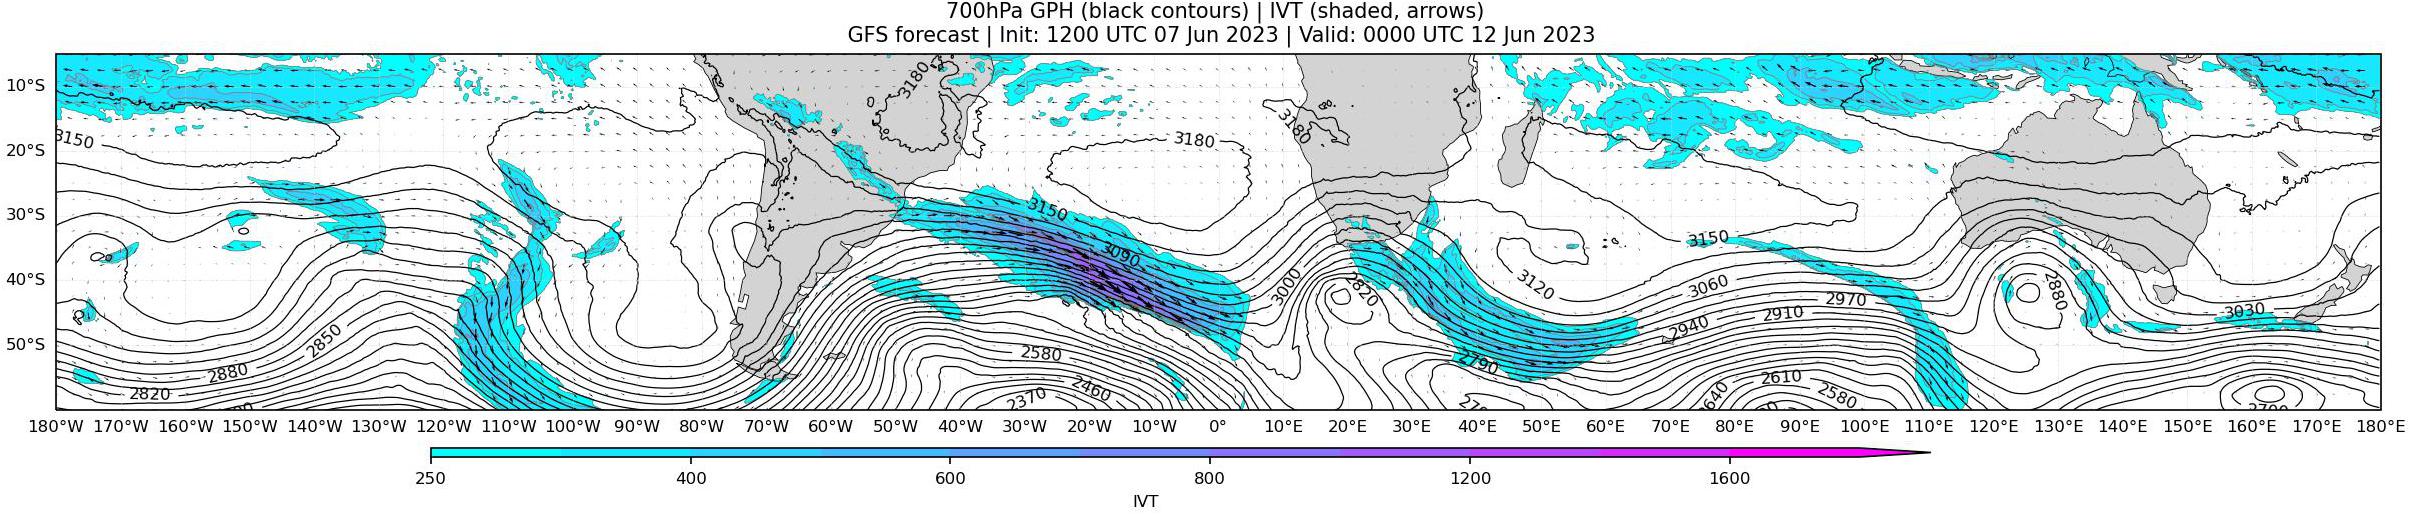 700hPa GPH (black contours) | IVT (shaded, arrows)
GFS forecast | Init: 1200 UTC 07 Jun 2023 | Valid: 0000 UTC 12 Jun 2023
10°S
20°S
30°S
40°S
50°S
3180
3180
3180
3150
3150
3150
3090
3000
2820
3120
3060
2970
2940
2910
2880
3030
2850
2880
2820
2580
2460
2370
2790
2640
2610
2580
180°W 170°W 160°W 150°W 140°W 130°W 120°W 110°W 100°W 90°W 80°W 70°W 60°W 50°W 40°W 30°W 20°W 10°W 0° 10°E 20°E 30°E 40°E 50°E 60°E 70°E 80°E 90°E 100°E 110°E 120°E 130°E 140°E 150°E 160°E 170°E 180°E
250 400 600 800 1200 1600
IVT